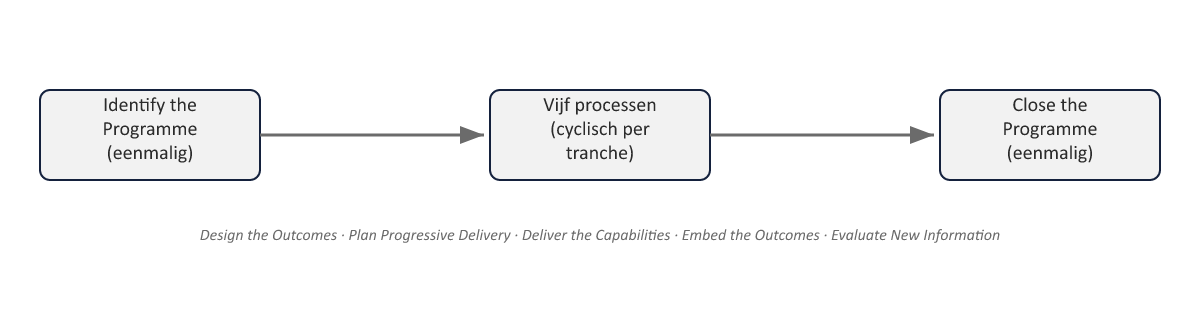 Identify the
Programme
(eenmalig)
Vijf processen
(cyclisch per
tranche)
Close the
Programme
(eenmalig)
Design the Outcomes · Plan Progressive Delivery · Deliver the Capabilities · Embed the Outcomes · Evaluate New Information